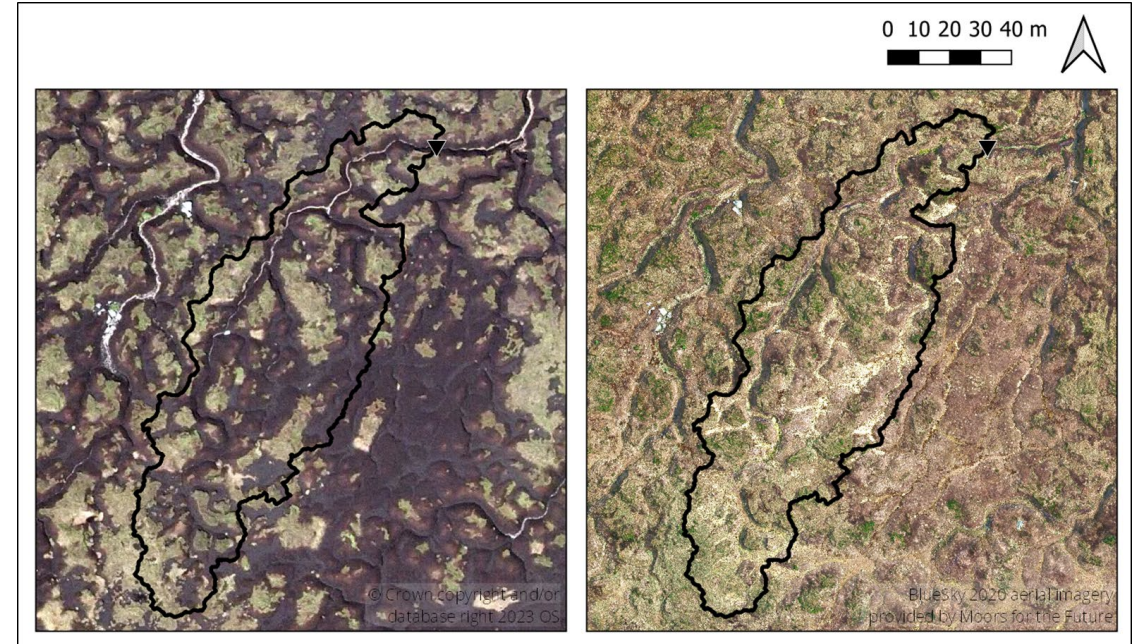 0 10 20 30 40 m
© Crown copyright and/or
database right 2023 OS
BlueSky 2026 aerial imagery
provided by Moors for the Future